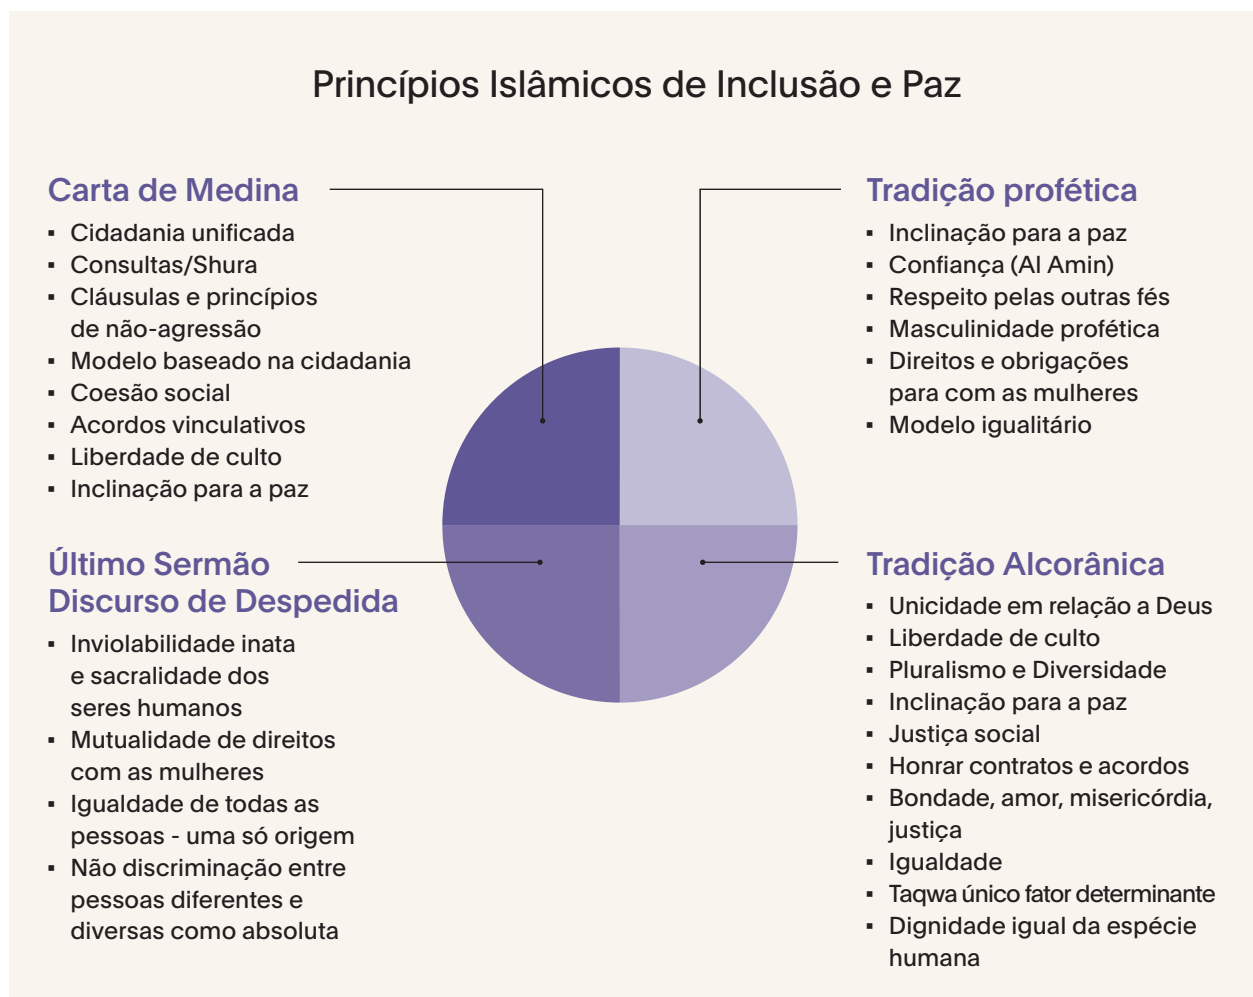 Princípios Islâmicos de Inclusão e Paz
Carta de Medina
▪ Cidadania unificada
▪ Consultas/Shura
▪ Cláusulas e princípios
de não-agressão
▪ Modelo baseado na cidadania
▪ Coesão social
▪ Acordos vinculativos
▪ Liberdade de culto
▪ Inclinação para a paz
Tradição profética
▪ Inclinação para a paz
▪ Confiança (Al Amin)
▪ Respeito pelas outras fés
▪ Masculinidade profética
▪ Direitos e obrigações
para com as mulheres
▪ Modelo igualitário
Último Sermão
Discurso de Despedida
▪ Inviolabilidade inata
e sacralidade dos
seres humanos
▪ Mutualidade de direitos
com as mulheres
▪ Igualdade de todas as
pessoas - uma só origem
▪ Não discriminação entre
pessoas diferentes e
diversas como absoluta
Tradição Alcorânica
▪ Unicidade em relação a Deus
▪ Liberdade de culto
▪ Pluralismo e Diversidade
▪ Inclinação para a paz
▪ Justiça social
▪ Honrar contratos e acordos
▪ Bondade, amor, misericórdia,
justiça
▪ Igualdade
▪ Taqwa único fator determinante
▪ Dignidade igual da espécie
humana